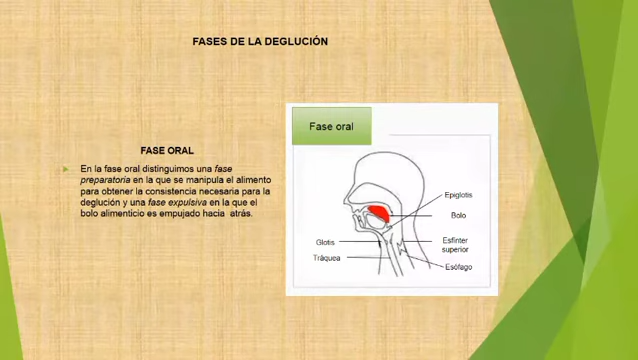 FASES DE LA DEGLUCIÓN
FASE ORAL
En la fase oral distinguimos una fase
preparatoria en la que se manipula el alimento
para obtener la consistencia necesaria para la
deglución y una fase expulsiva en la que el
bolo alimenticio es empujado hacia atrás.
Fase oral
Epiglotis
Bolo
Glotis
Esfínter
superior
Tráquea
Esófago